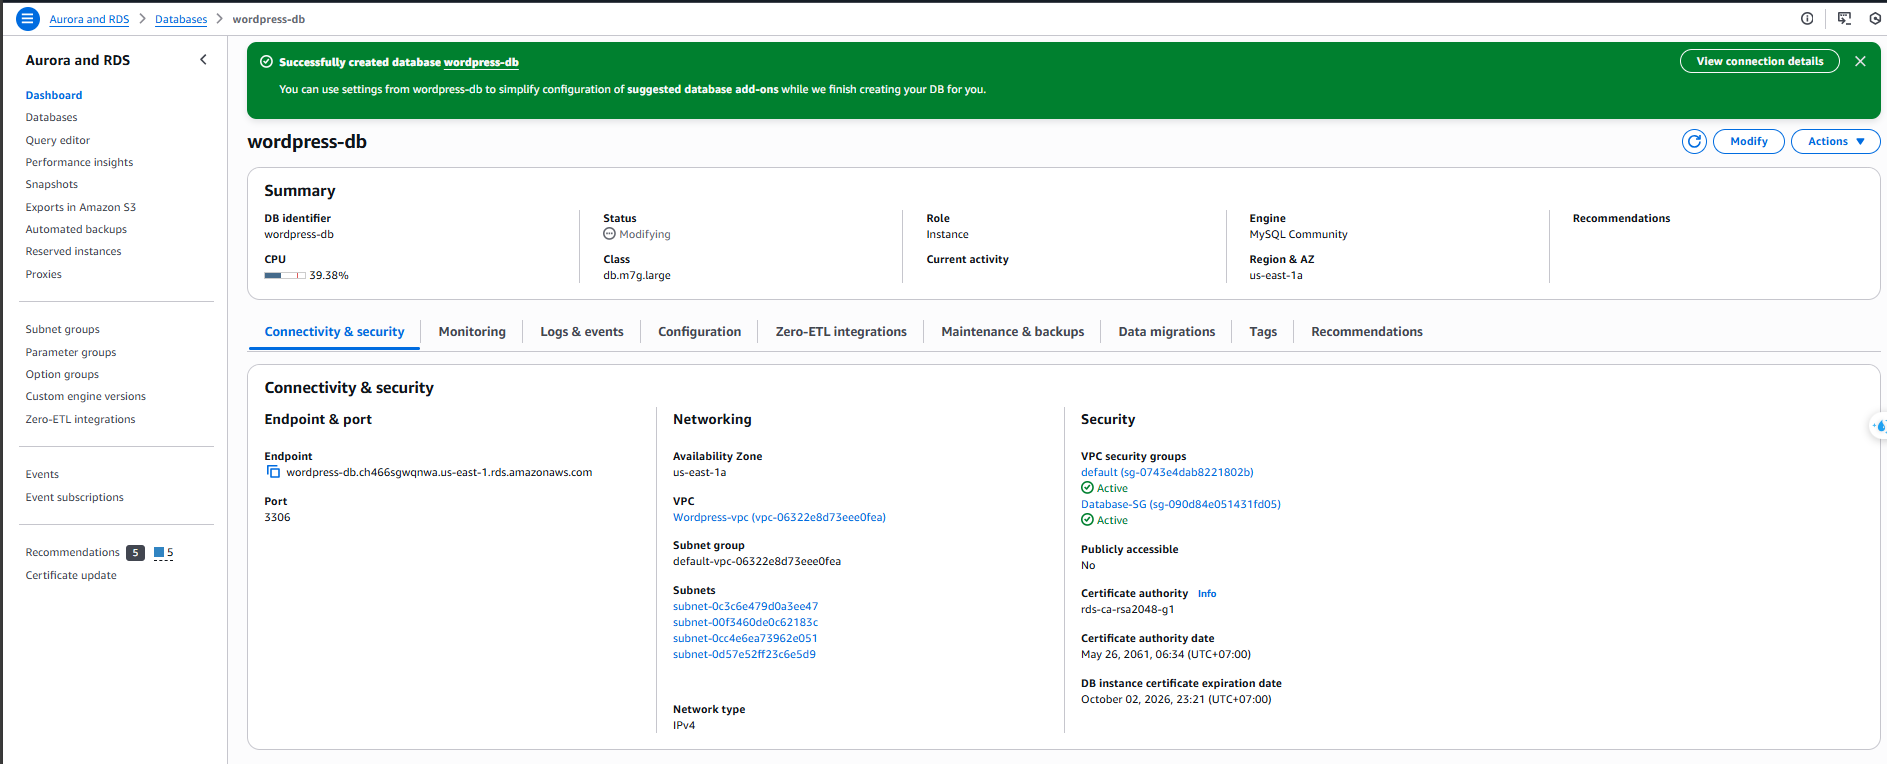 Aurora and RDS > Databases > wordpress-db
Aurora and RDS
Dashboard
Databases
Query editor
Performance insights
Snapshots
Exports in Amazon S3
Automated backups
Reserved instances
Proxies
Subnet groups
Parameter groups
Option groups
Custom engine versions
Zero-ETL integrations
Events
Event subscriptions
Recommendations 5 5
Certificate update
Successfully created database wordpress-db
You can use settings from wordpress-db to simplify configuration of suggested database add-ons while we finish creating your DB for you.
View connection details
wordpress-db
Modify
Actions
Summary
DB identifier
wordpress-db
CPU
39.38%
Status
Modifying
Class
db.m7g.large
Role
Instance
Current activity
Engine
MySQL Community
Region & AZ
us-east-1a
Recommendations
Connectivity & security
Monitoring
Logs & events
Configuration
Zero-ETL integrations
Maintenance & backups
Data migrations
Tags
Recommendations
Connectivity & security
Endpoint & port
Endpoint
wordpress-db.ch466sgwqnwa.us-east-1.rds.amazonaws.com
Port
3306
Networking
Availability Zone
us-east-1a
VPC
Wordpress-vpc (vpc-06322e8d73eee0fea)
Subnet group
default-vpc-06322e8d73eee0fea
Subnets
subnet-0c3c6e479d0a3ee47
subnet-00f3460de0c62183c
subnet-0cc4e6ea73962e051
subnet-0d57e52ff23c6e5d9
Network type
IPv4
Security
VPC security groups
default (sg-0743e4dab8221802b)
Active
Database-SG (sg-090d84e051431fd05)
Active
Publicly accessible
No
Certificate authority Info
rds-ca-rsa2048-g1
Certificate authority date
May 26, 2061, 06:34 (UTC+07:00)
DB instance certificate expiration date
October 02, 2026, 23:21 (UTC+07:00)